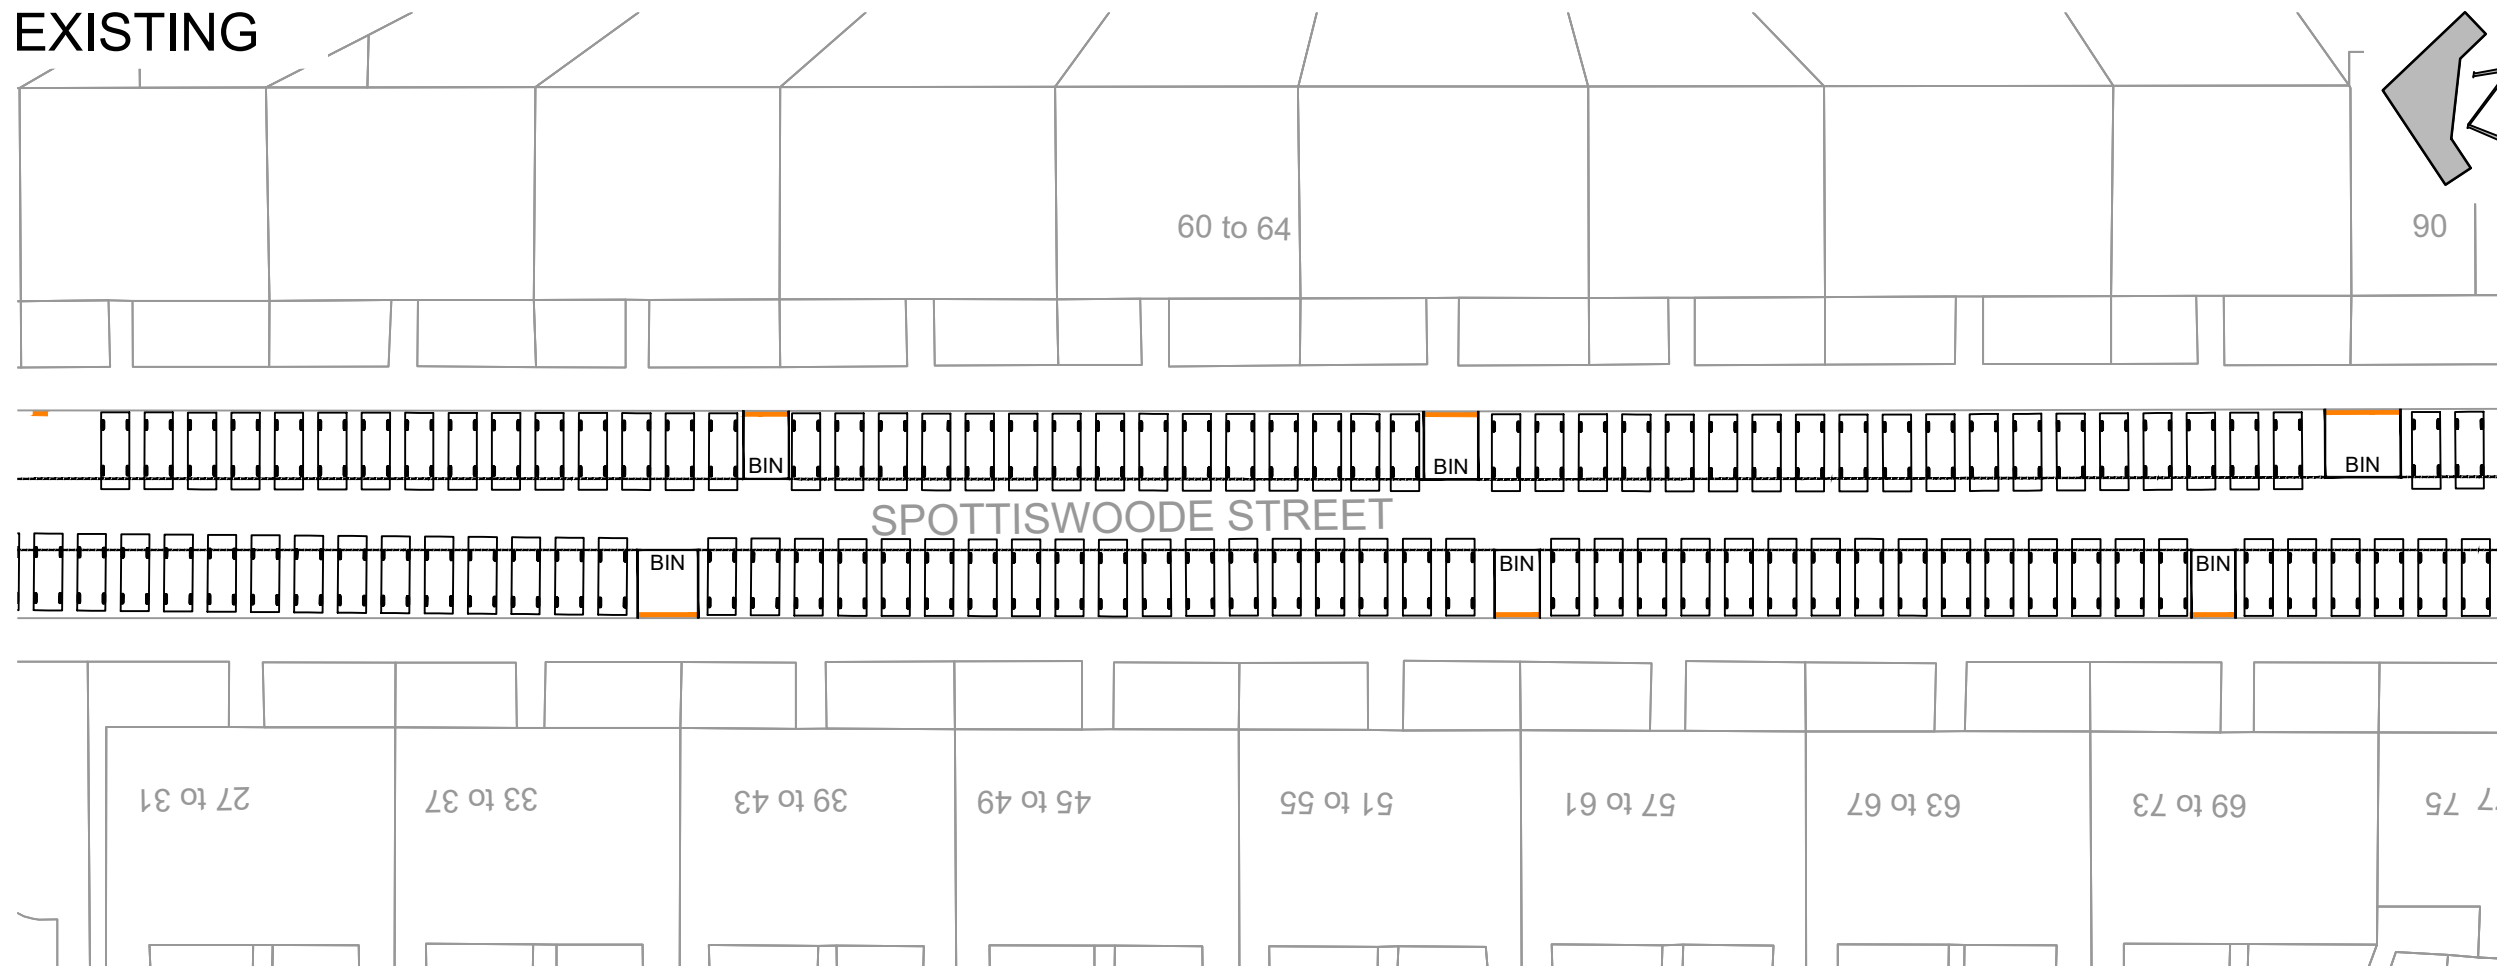 EXISTING
60 to 64
90
BIN
BIN
BIN
SPOTTISWOODE STREET
BIN
BIN
BIN
27 to 31
33 to 37
39 to 43
45 to 49
51 to 55
57 to 61
63 to 67
69 to 73
75